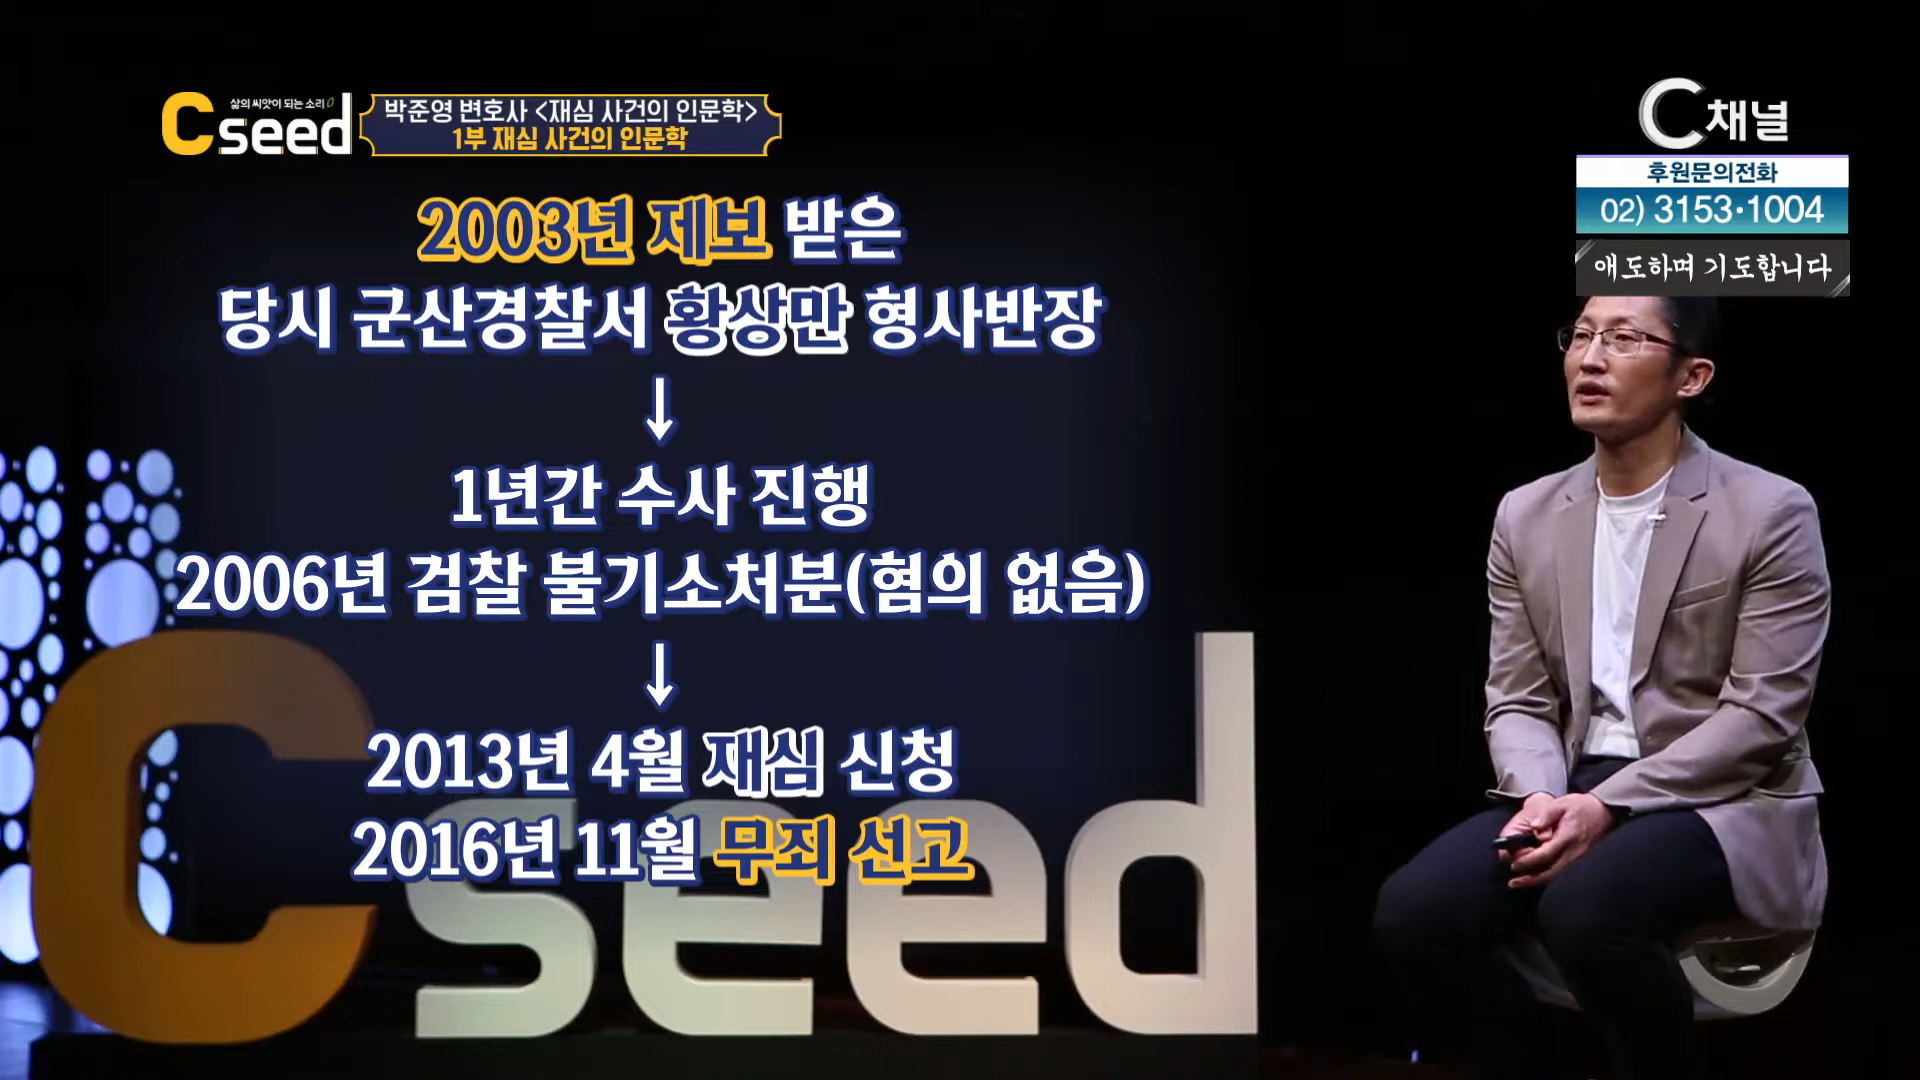 삶의 씨앗이 되는 소리
Cseed
박준영 변호사 <재심 사건의 인문학>
1부 재심 사건의 인문학
C채널
후원문의전화
02) 3153·1004
애도하며 기도합니다
2003년 제보 받은
당시 군산경찰서 황상만 형사반장
↓
1년간 수사 진행
2006년 검찰 불기소처분(혐의 없음)
↓
2013년 4월 재심 신청
2016년 11월 무죄 선고
Cseed